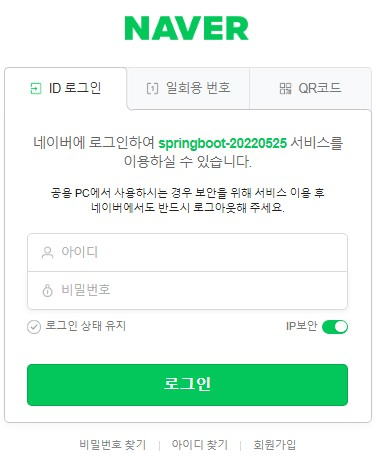 NAVER
ID 로그인
일회용 번호
QR코드
네이버에 로그인하여 springboot-20220525 서비스를
이용하실 수 있습니다.
공용 PC에서 사용하시는 경우 보안을 위해 서비스 이용 후
네이버에서도 반드시 로그아웃해 주세요.
아이디
비밀번호
로그인 상태 유지
IP보안
로그인
비밀번호 찾기 | 아이디 찾기 | 회원가입